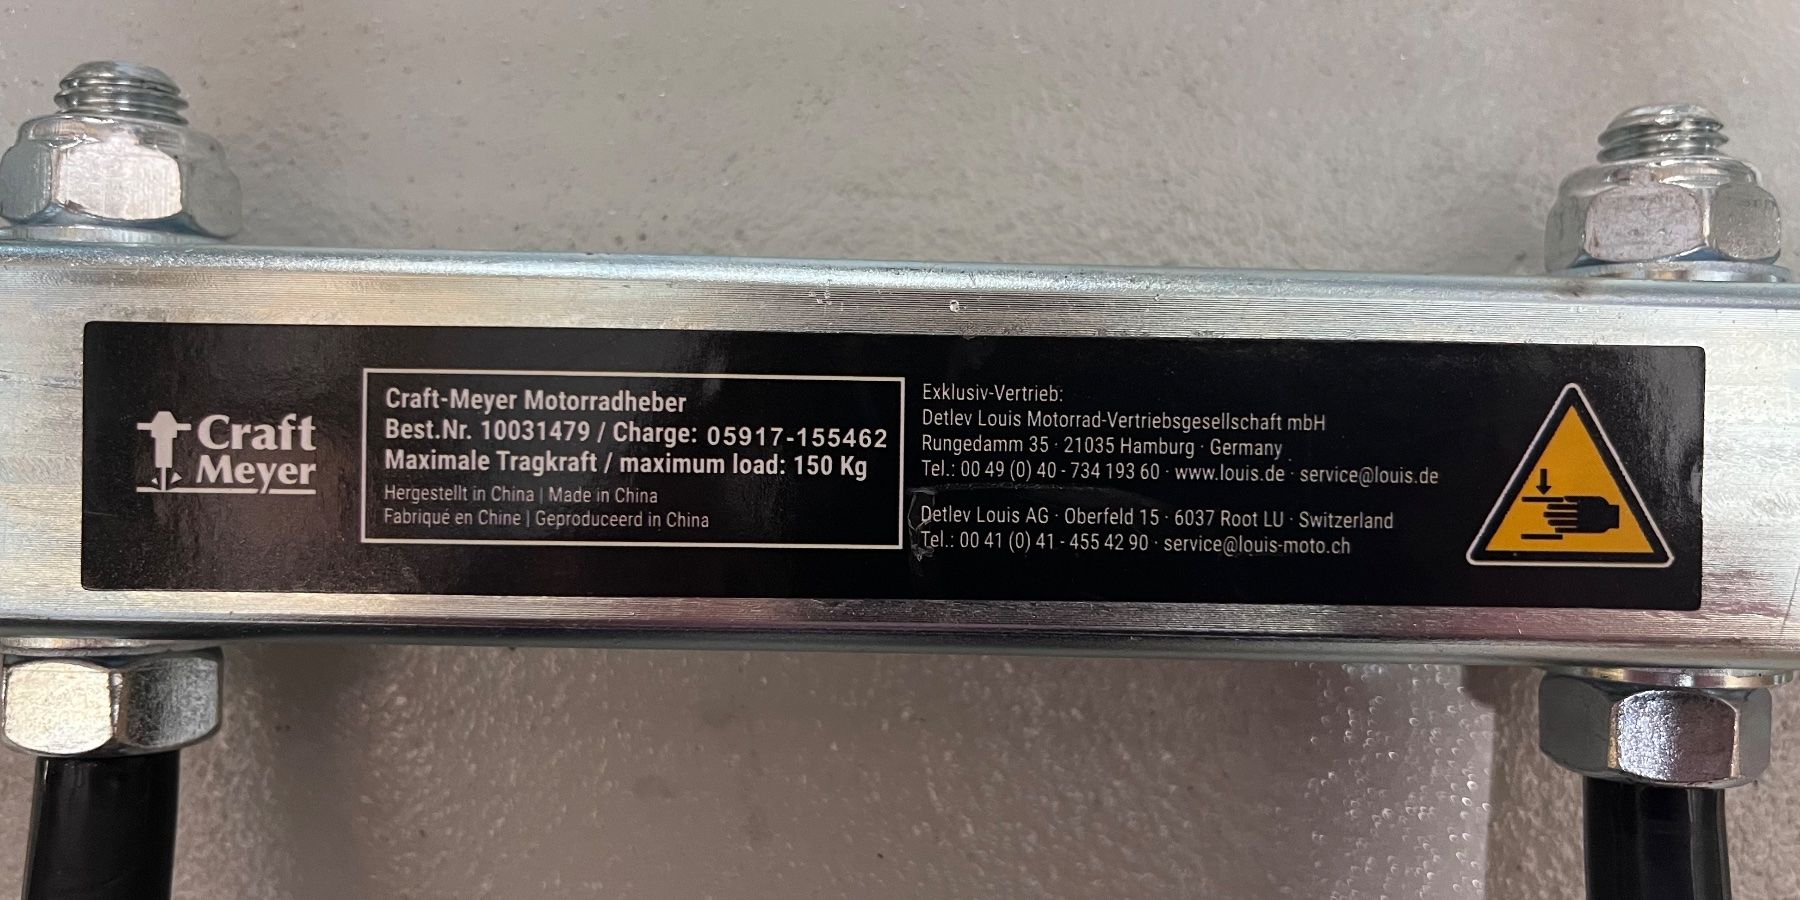 Craft
Meyer
Craft-Meyer Motorradheber
Best.Nr. 10031479 / Charge: 05917-155462
Maximale Tragkraft / maximum load: 150 Kg
Hergestellt in China | Made in China
Fabriqué en Chine | Geproduceerd in China
Exklusiv-Vertrieb:
Detlev Louis Motorrad-Vertriebsgesellschaft mbH
Rungedamm 35 · 21035 Hamburg · Germany
Tel.: 00 49 (0) 40 - 734 193 60 · www.louis.de · service@louis.de
Detlev Louis AG · Oberfeld 15 · 6037 Root LU · Switzerland
Tel.: 00 41 (0) 41 - 455 42 90 · service@louis-moto.ch